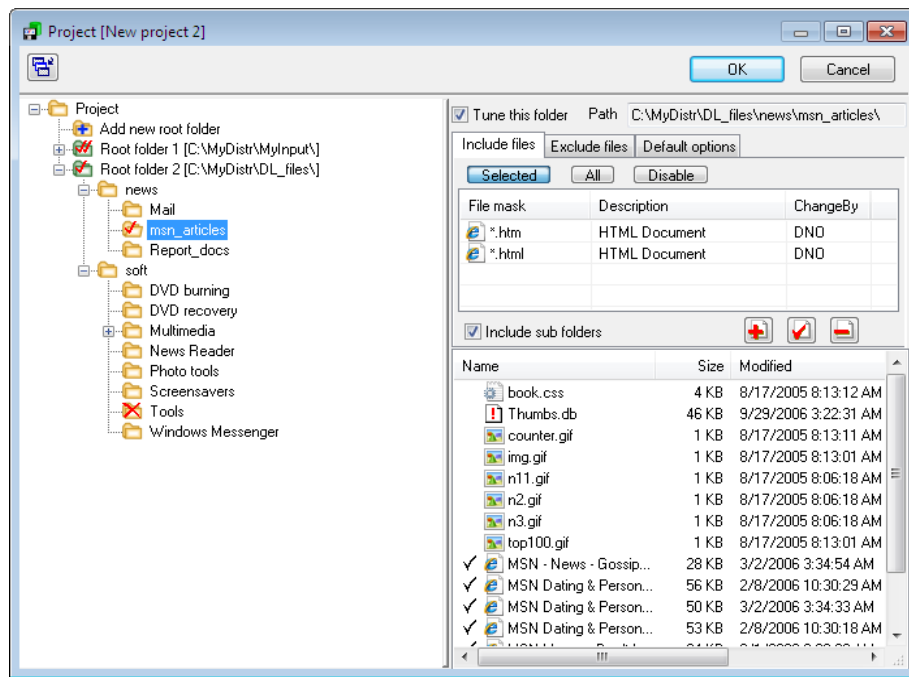 Project [New project 2]
OK Cancel
Project
Add new root folder
Root folder 1 [C:\MyDistr\MyInput\]
Root folder 2 [C:\MyDistr\DL_files\]
news
Mail
msn_articles
Report_docs
soft
DVD burning
DVD recovery
Multimedia
News Reader
Photo tools
Screensavers
Tools
Windows Messenger
Tune this folder Path C:\MyDistr\DL_files\news\msn_articles\
Include files Exclude files Default options
Selected All Disable
File mask Description ChangeBy
*.htm HTML Document DNO
*.html HTML Document DNO
Include sub folders
Name Size Modified
book.css 4 KB 8/17/2005 8:13:12 AM
Thumbs.db 46 KB 9/29/2006 3:22:31 AM
counter.gif 1 KB 8/17/2005 8:13:11 AM
img.gif 1 KB 8/17/2005 8:13:01 AM
n11.gif 1 KB 8/17/2005 8:06:18 AM
n2.gif 1 KB 8/17/2005 8:06:18 AM
n3.gif 1 KB 8/17/2005 8:06:18 AM
top100.gif 1 KB 8/17/2005 8:13:01 AM
MSN - News - Gossip... 28 KB 3/2/2006 3:34:54 AM
MSN Dating & Person... 56 KB 2/8/2006 10:30:29 AM
MSN Dating & Person... 50 KB 3/2/2006 3:34:33 AM
MSN Dating & Person... 53 KB 2/8/2006 10:30:18 AM